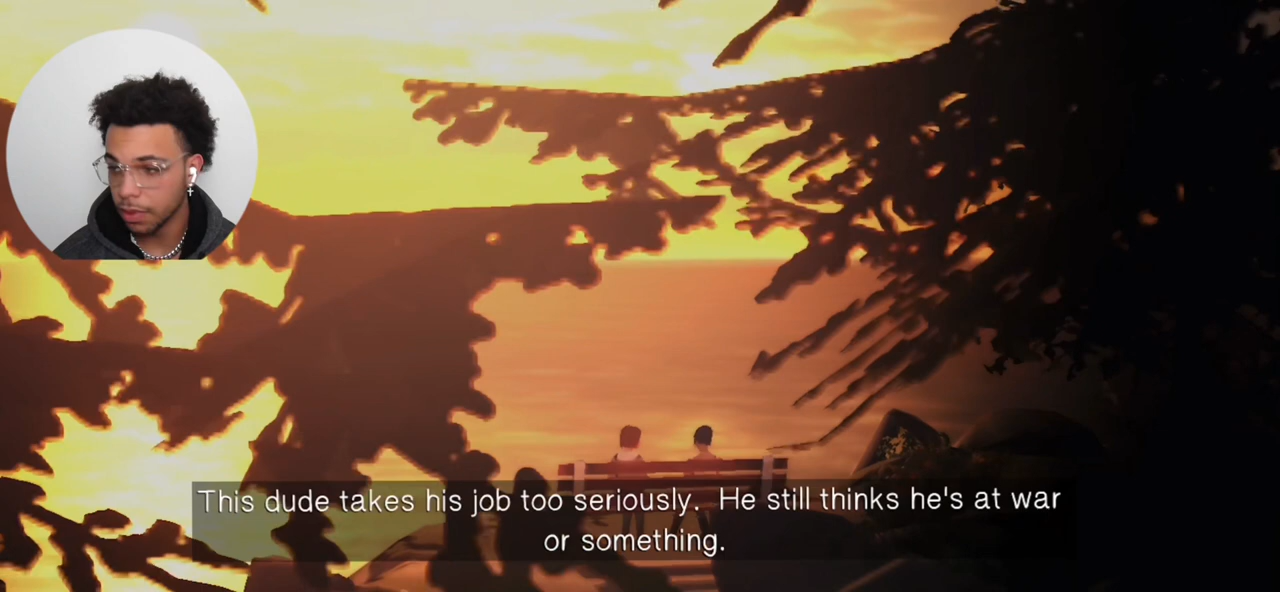 This dude takes his job too seriously.  He still thinks he's at war
or something.